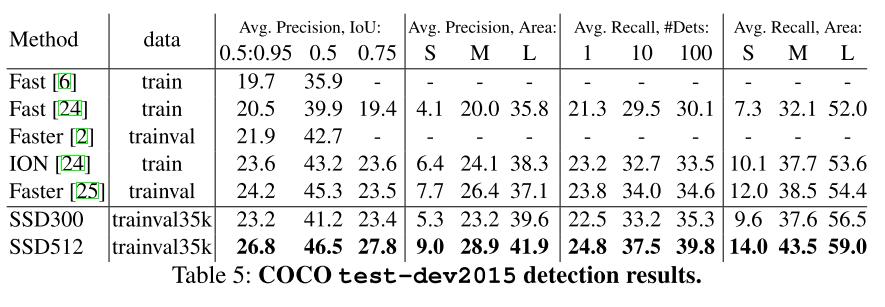 Method data Avg. Precision, IoU: Avg. Precision, Area: Avg. Recall, #Dets: Avg. Recall, Area:
0.5:0.95 0.5 0.75 S M L 1 10 100 S M L
Fast [6] train 19.7 35.9 - - - - - - - - - -
Fast [24] train 20.5 39.9 19.4 4.1 20.0 35.8 21.3 29.5 30.1 7.3 32.1 52.0
Faster [2] trainval 21.9 42.7 - - - - - - - - - -
ION [24] train 23.6 43.2 23.6 6.4 24.1 38.3 23.2 32.7 33.5 10.1 37.7 53.6
Faster [25] trainval 24.2 45.3 23.5 7.7 26.4 37.1 23.8 34.0 34.6 12.0 38.5 54.4
SSD300 trainval35k 23.2 41.2 23.4 5.3 23.2 39.6 22.5 33.2 35.3 9.6 37.6 56.5
SSD512 trainval35k 26.8 46.5 27.8 9.0 28.9 41.9 24.8 37.5 39.8 14.0 43.5 59.0
Table 5: COCO test-dev2015 detection results.